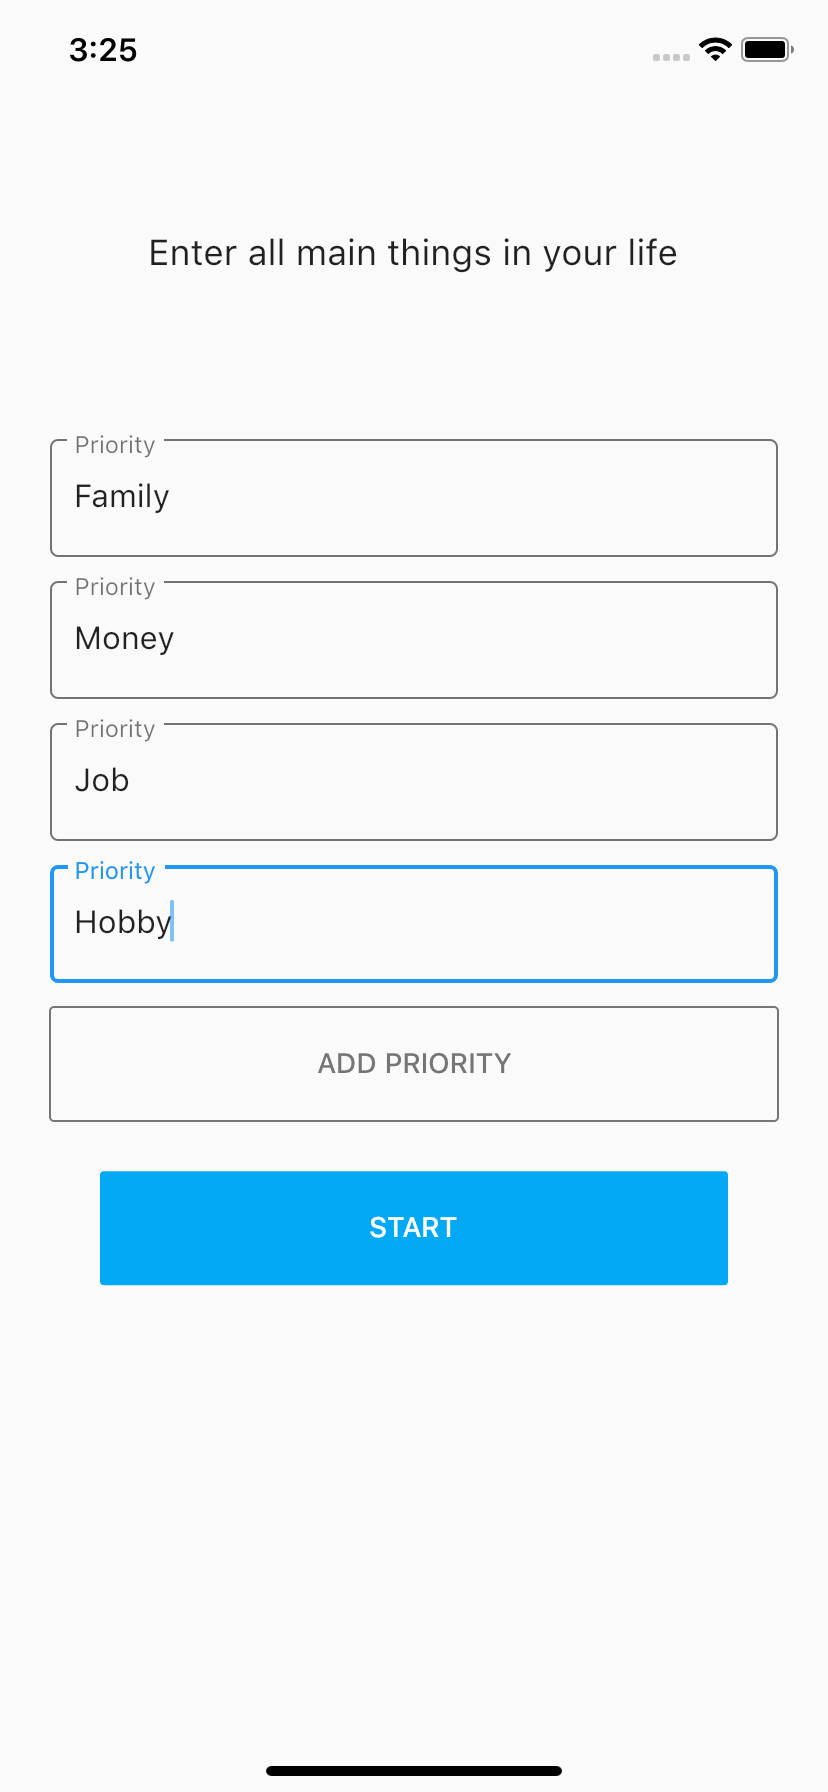 3:25
Enter all main things in your life
Priority
Family
Priority
Money
Priority
Job
Priority
Hobby
ADD PRIORITY
START